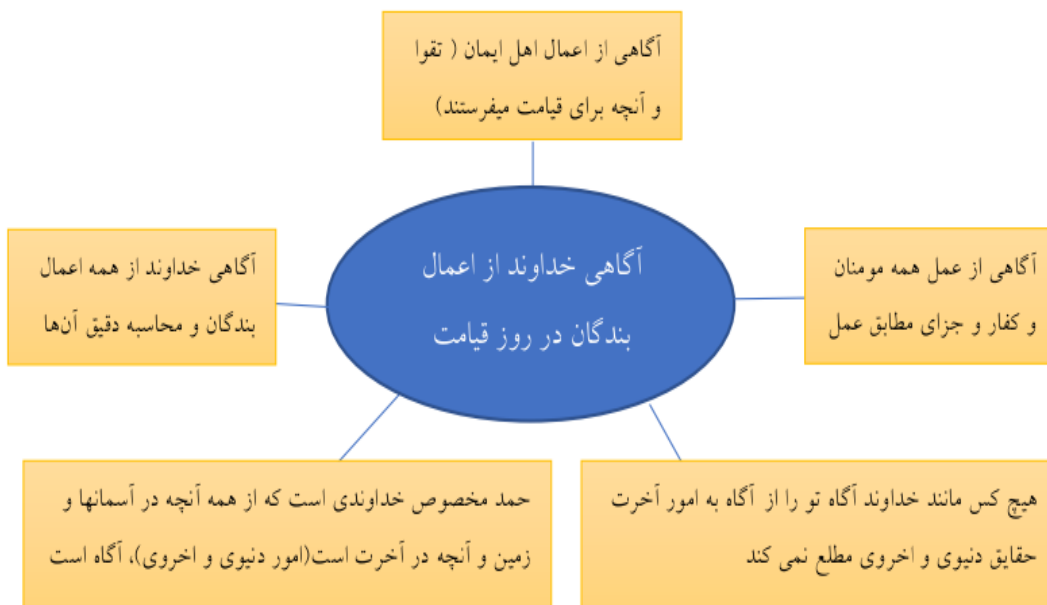 آگاهی از اعمال اهل ایمان ( تقوا
و آنچه برای قیامت میفرستند)
آگاهی خداوند از اعمال
بندگان در روز قیامت
آگاهی از عمل همه مومنان
و کفار و جزای مطابق عمل
آگاهی خداوند از همه اعمال
بندگان و محاسبه دقیق آن‌ها
هیچ کس مانند خداوند آگاه تو را از آگاه به امور آخرت
حقایق دنیوی و اخروی مطلع نمی کند
حمد مخصوص خداوندی است که از همه آنچه در آسمانها و
زمین و آنچه در آخرت است(امور دنیوی و اخروی)، آگاه است